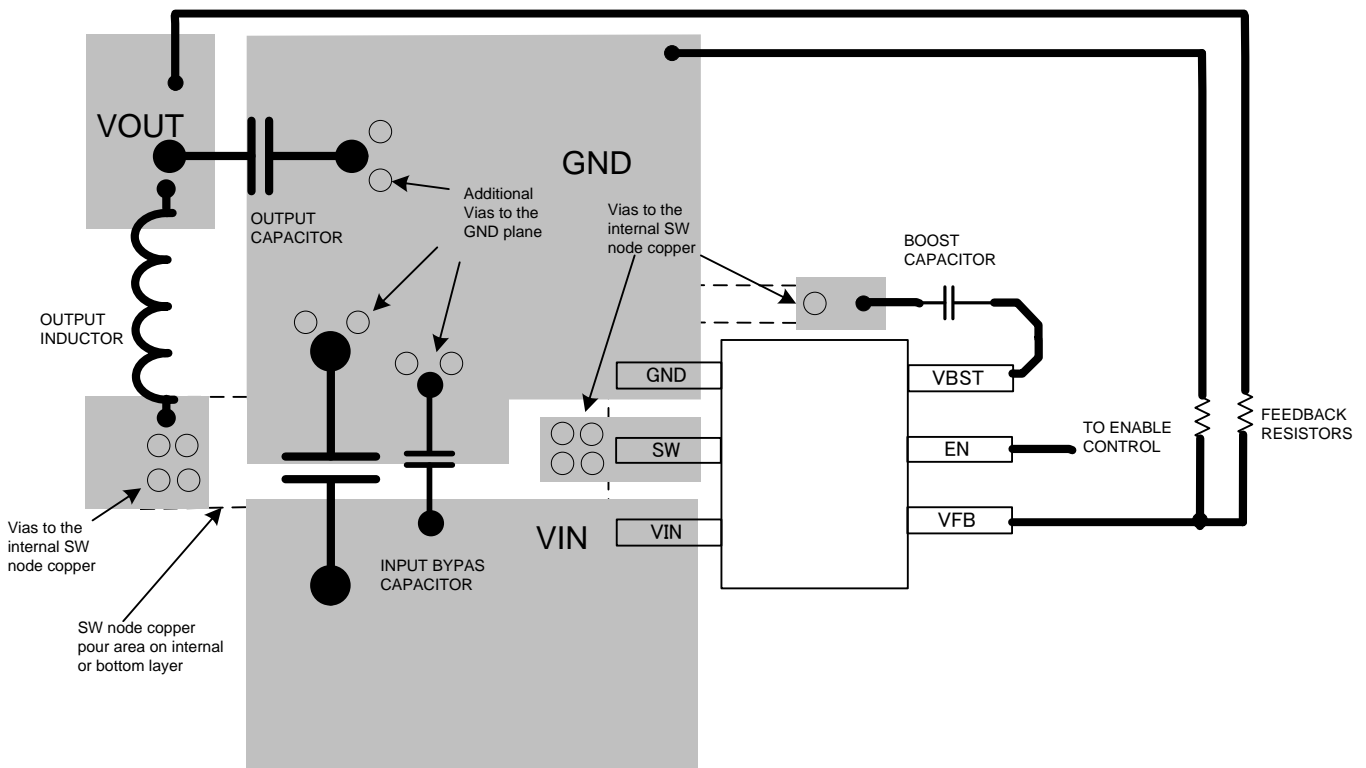 VOUT
GND
OUTPUT
CAPACITOR
Additional
Vias to the
GND plane
Vias to the
internal SW
node copper
BOOST
CAPACITOR
OUTPUT
INDUCTOR
GND
VBST
TO ENABLE
CONTROL
FEEDBACK
RESISTORS
SW
EN
Vias to the
internal SW
node copper
VIN
VIN
VFB
INPUT BYPAS
CAPACITOR
SW node copper
pour area on internal
or bottom layer